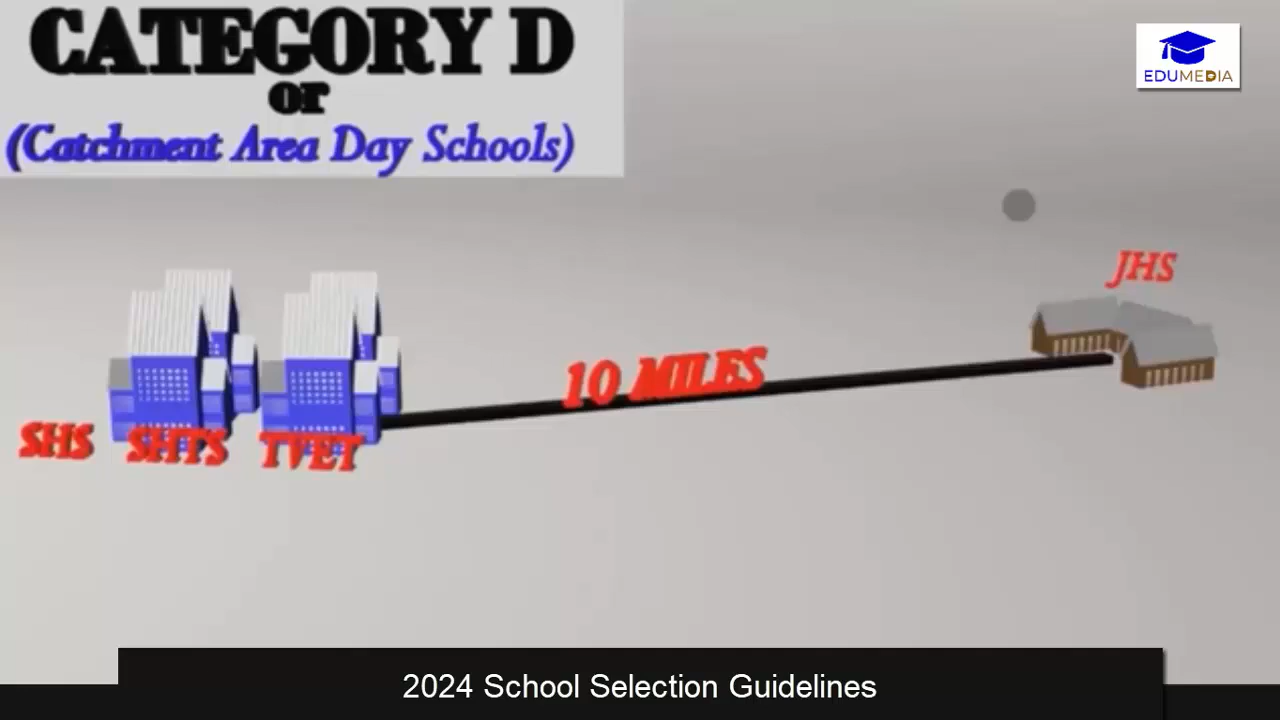 CATEGORY D
or
(Catchment Area Day Schools)
EDUMEDIA
JHS
10 MILES
SHS SHTS TVET
2024 School Selection Guidelines